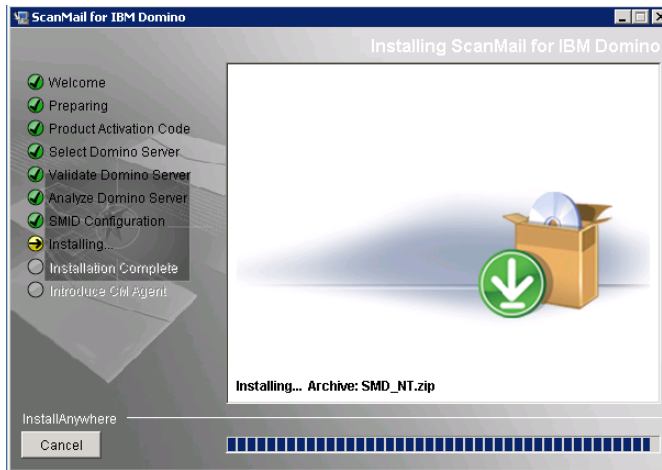 ScanMail for IBM Domino
Installing ScanMail for IBM Domino
Welcome
Preparing
Product Activation Code
Select Domino Server
Validate Domino Server
Analyze Domino Server
SMID Configuration
Installing...
Installation Complete
Introduce CM Agent
Installing... Archive: SMD_NT.zip
InstallAnywhere
Cancel